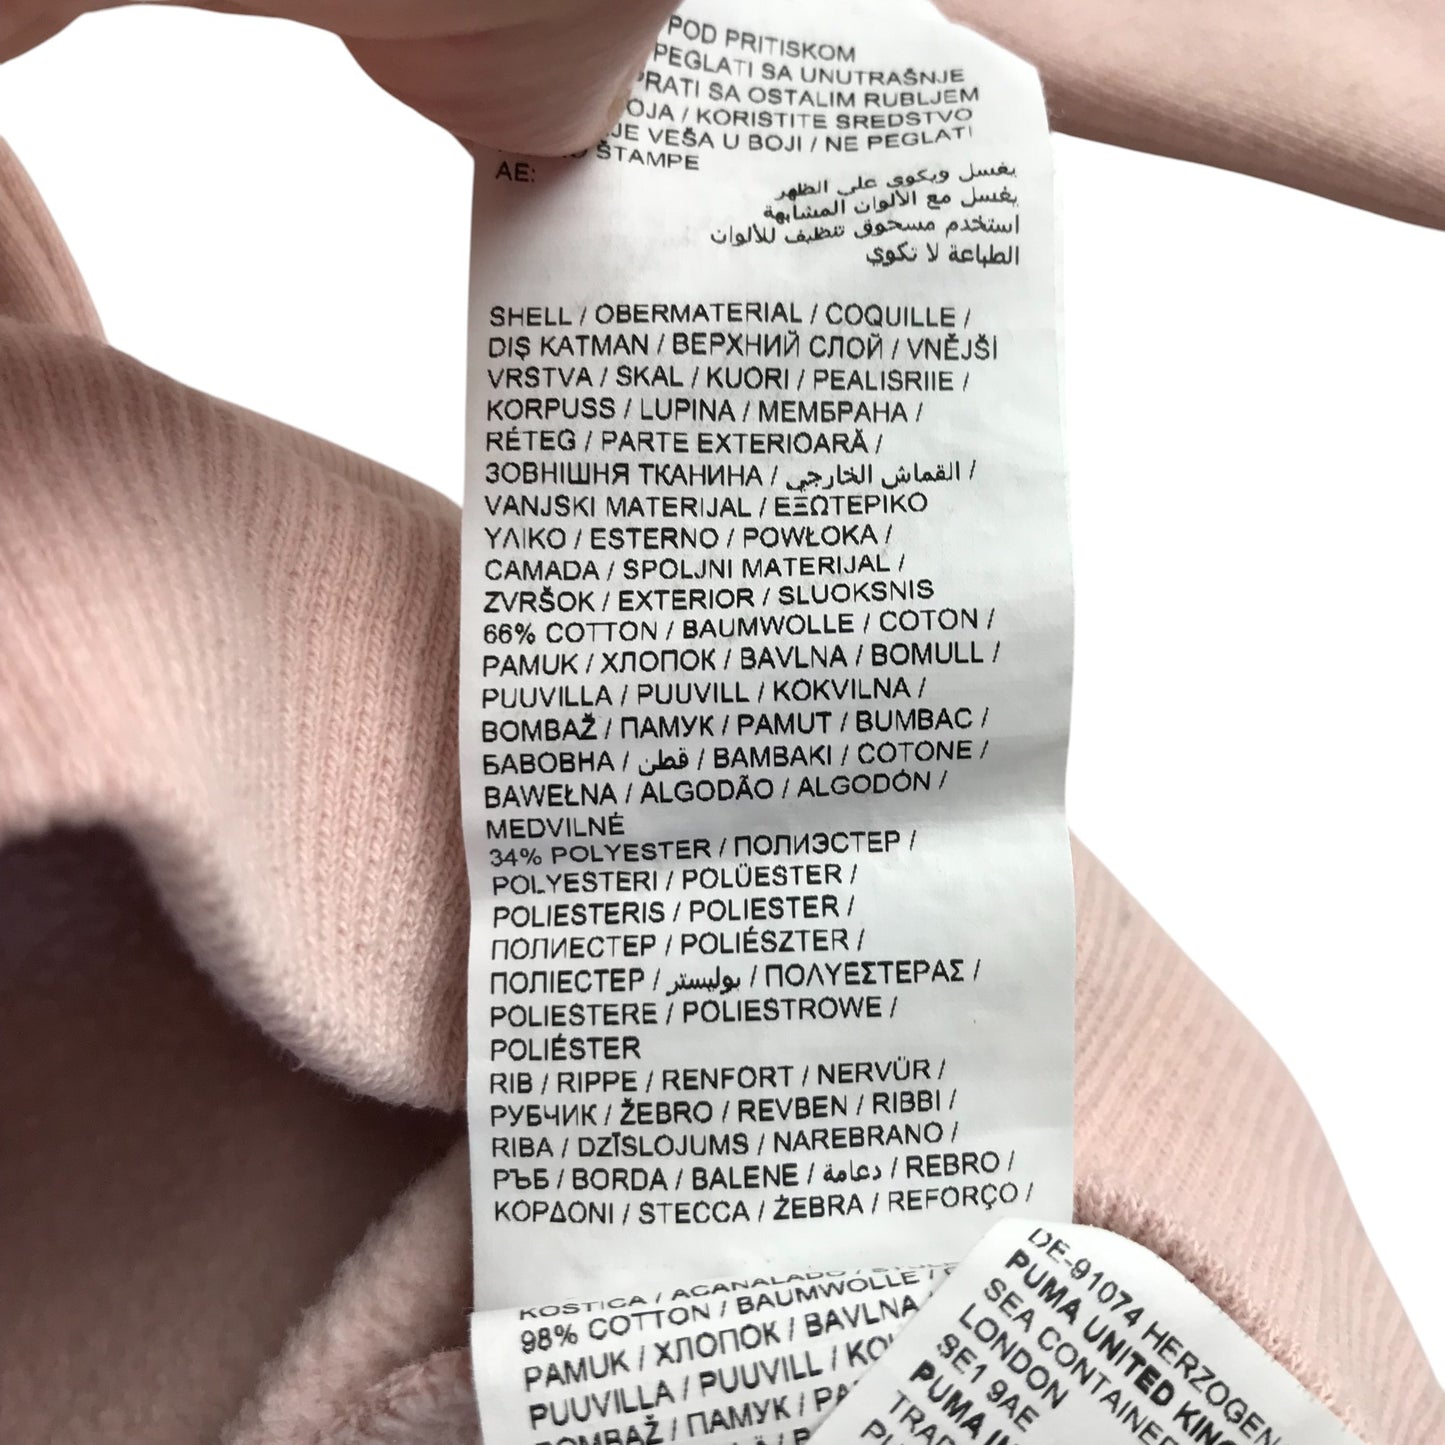 POD PRITISKOM
PEGLATI SA UNUTRAŠNJE
PRATI SA OSTALIM RUBLJEM
BOJA / KORISTITE SREDSTVO
VEŠA U BOJI / NE PEGLATI
ŠTAMPE
AE:
يغسل ويكوى على الظهر
يغسل مع الألوان المشابهة
استخدم مسحوق تنظيف للألوان
الطباعة لا تكوي
SHELL / OBERMATERIAL / COQUILLE /
DIŞ KATMAN / ВЕРХНИЙ СЛОЙ / VNĚJŠÍ
VRSTVA / SKAL / KUORI / PEALISRIIE /
KORPUSS / LUPINA / МЕМБРАНА /
RÉTEG / PARTE EXTERIOARĂ /
ЗОВНІШНЯ ТКАНИНА / القماش الخارجي /
VANJSKI MATERIJAL / ΕΞΩΤΕΡΙΚΟ
ΥΛΙΚΟ / ESTERNO / POWŁOKA /
CAMADA / SPOLJNI MATERIJAL /
ZVRŠOK / EXTERIOR / SLUOKSNIS
66% COTTON / BAUMWOLLE / COTON /
PAMUK / ХЛОПОК / BAVLNA / BOMULL /
PUUVILLA / PUUVILL / KOKVILNA /
BOMBAŽ / ПАМУК / PAMUT / BUMBAC /
БАВОВНА / قطن / BAMBAKI / COTONE /
BAWEŁNA / ALGODÃO / ALGODÓN /
MEDVILNĖ
34% POLYESTER / ПОЛИЭСТЕР /
POLYESTERI / POLÜESTER /
POLIESTERIS / POLIESTER /
ПОЛИЕСТЕР / POLIÉSZTER /
ПОЛІЕСТЕР / بوليستر / ΠΟΛΥΕΣΤΕΡΑΣ /
POLIESTERE / POLIESTROWE /
POLIÉSTER
RIB / RIPPE / RENFORT / NERVÜR /
РУБЧИК / ŽEBRO / REVBEN / RIBBI /
RIBA / DZĪSLOJUMS / NAREBRANO /
РЪБ / BORDA / BALENE / دعامة / REBRO /
ΚΟΡΔΟΝΙ / STECCA / ŻEBRA / REFORÇO /
KOSTICA / ACANALADO /
98% COTTON / BAUMWOLLE /
PAMUK / ХЛОПОК / BAVLNA
PUUVILLA / PUUVILL /
BOMBAŽ / ПАМУК /
DE-91074 HERZOGEN
PUMA UNITED KING
SEA CONTAINE
LONDON
SE1 9AE
PUMA